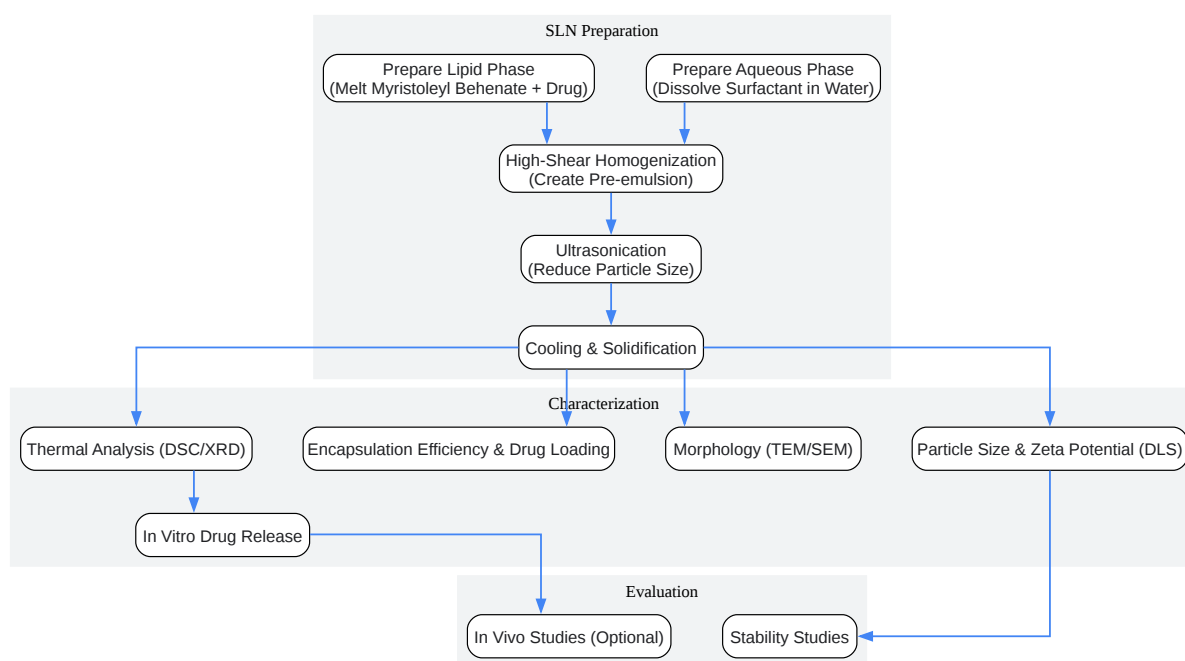 SLN Preparation
Prepare Lipid Phase
(Melt Myristoleyl Behenate + Drug)
Prepare Aqueous Phase
(Dissolve Surfactant in Water)
High-Shear Homogenization
(Create Pre-emulsion)
Ultrasonication
(Reduce Particle Size)
Cooling & Solidification
Characterization
Thermal Analysis (DSC/XRD)
Encapsulation Efficiency & Drug Loading
Morphology (TEM/SEM)
Particle Size & Zeta Potential (DLS)
In Vitro Drug Release
Evaluation
In Vivo Studies (Optional)
Stability Studies